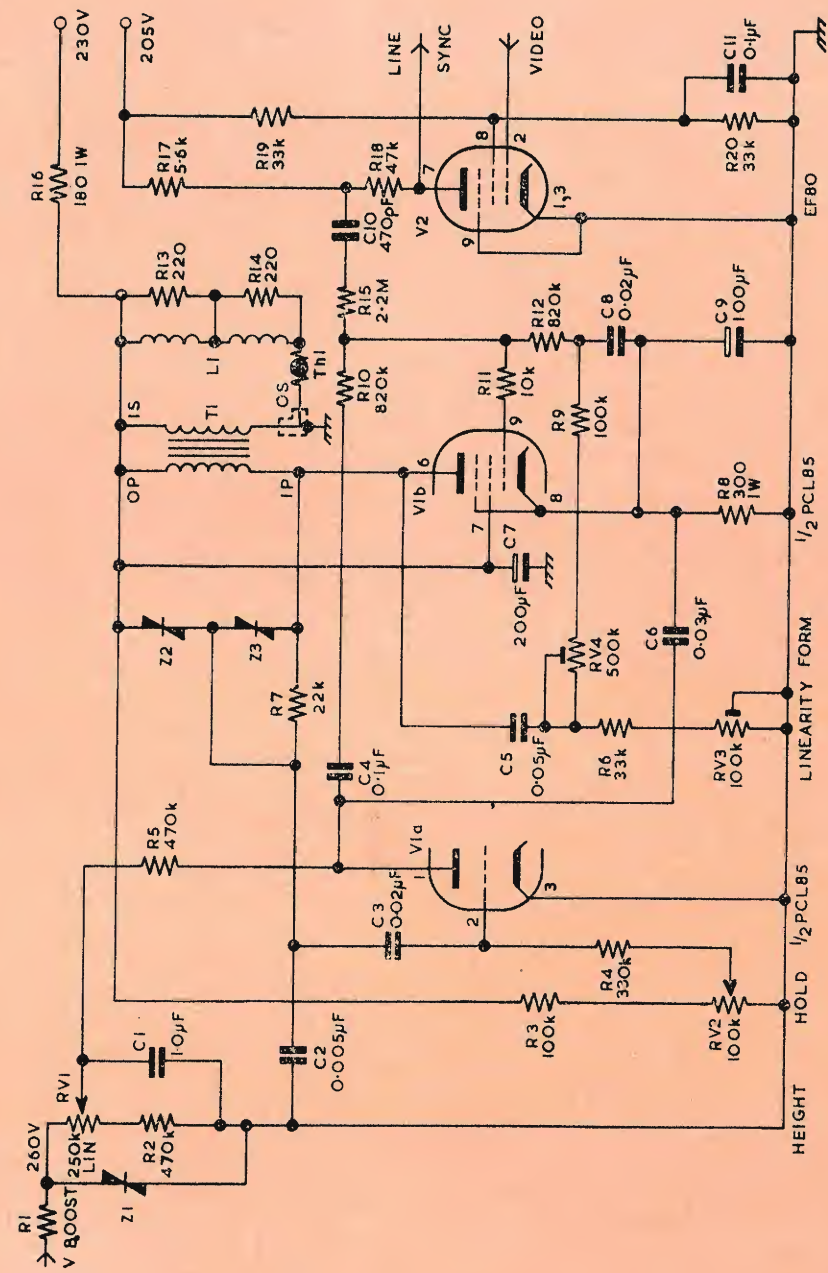 R1
V BOOST
260V
RV1
250k
LIN
Z1
R2
470k
C1
1·0µF
C2
0·005µF
R5
470k
C3
0·02µF
V1a
1
2
3
R3
100k
R4
330k
RV2
100k
HEIGHT
HOLD
1/2 PCL85
Z2
Z3
R7
22k
C4
0·1µF
C5
0·05µF
R6
33k
RV3
100k
RV4
500k
C6
0·03µF
LINEARITY FORM
OP
IP
T1
IS
OS
Th1
L1
R13
220
R14
220
R16
180 1W
230V
205V
V1b
6
7
8
9
C7
200µF
R8
300
1W
R9
100k
R10
820k
R11
10k
R12
820k
C8
0·02µF
C9
100µF
1/2 PCL85
R15
2·2M
C10
470pF
R17
5·6k
R18
47k
R19
33k
V2
7
8
2
9
1,3
LINE
SYNC
VIDEO
R20
33k
C11
0·1µF
EF80